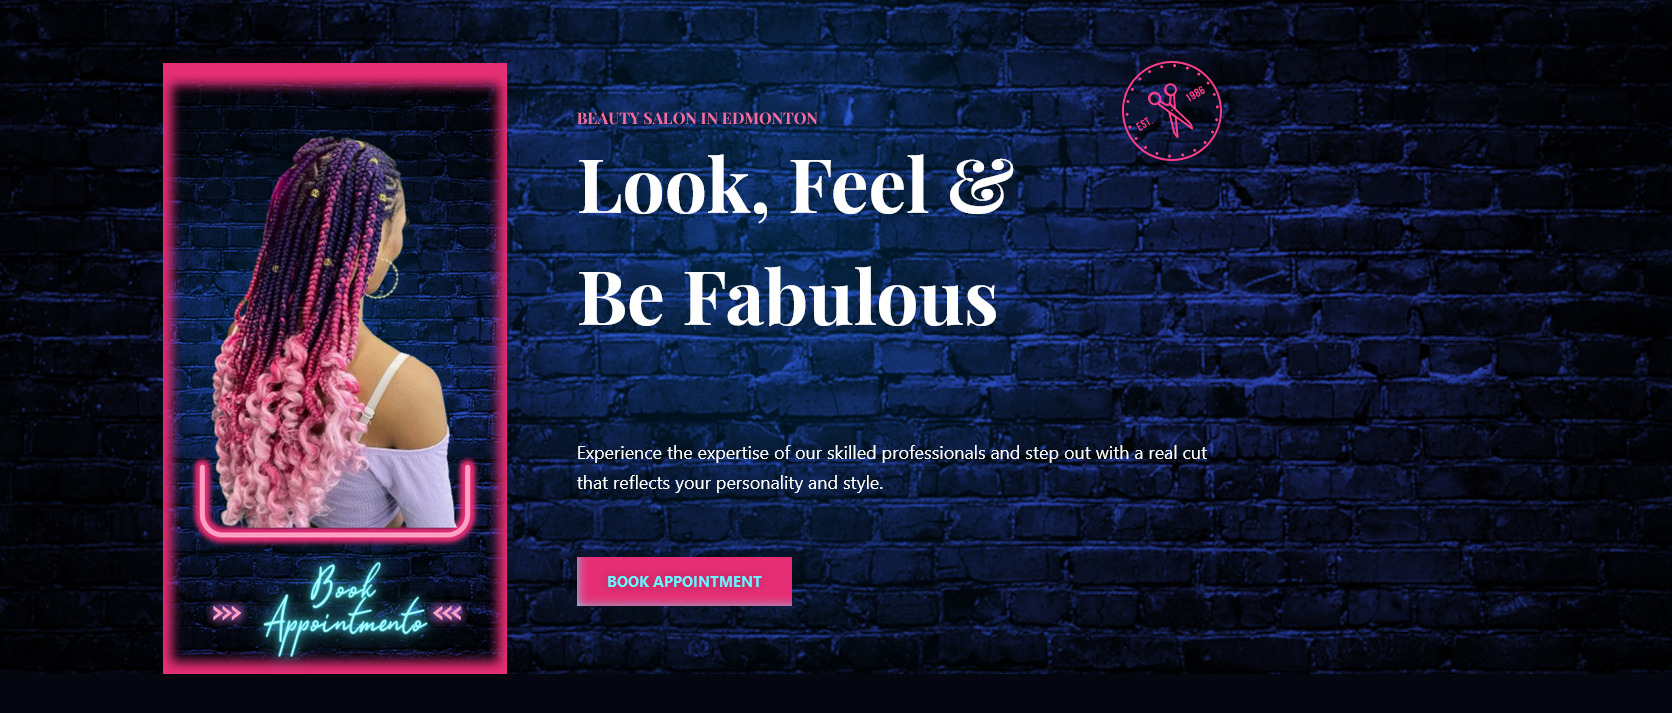 BEAUTY SALON IN EDMONTON
Look, Feel &
Be Fabulous
EST. 1986
Experience the expertise of our skilled professionals and step out with a real cut
that reflects your personality and style.
BOOK APPOINTMENT
Book
Appointments